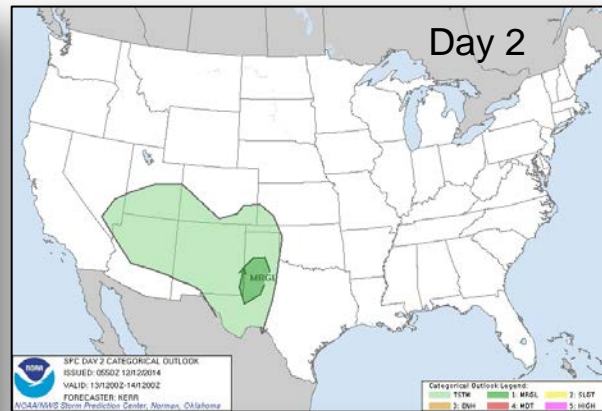 Day 2
MRGL
NOAA
SPC DAY 2 CATEGORICAL OUTLOOK
ISSUED: 0550Z 12/12/2014
VALID: 13/1200Z-14/1200Z
FORECASTER: KERR
NOAA/NWS Storm Prediction Center, Norman, Oklahoma
Categorical Outlook Legend:
TSTM 1: MRGL 2: SLGT
3: ENH 4: MDT 5: HIGH